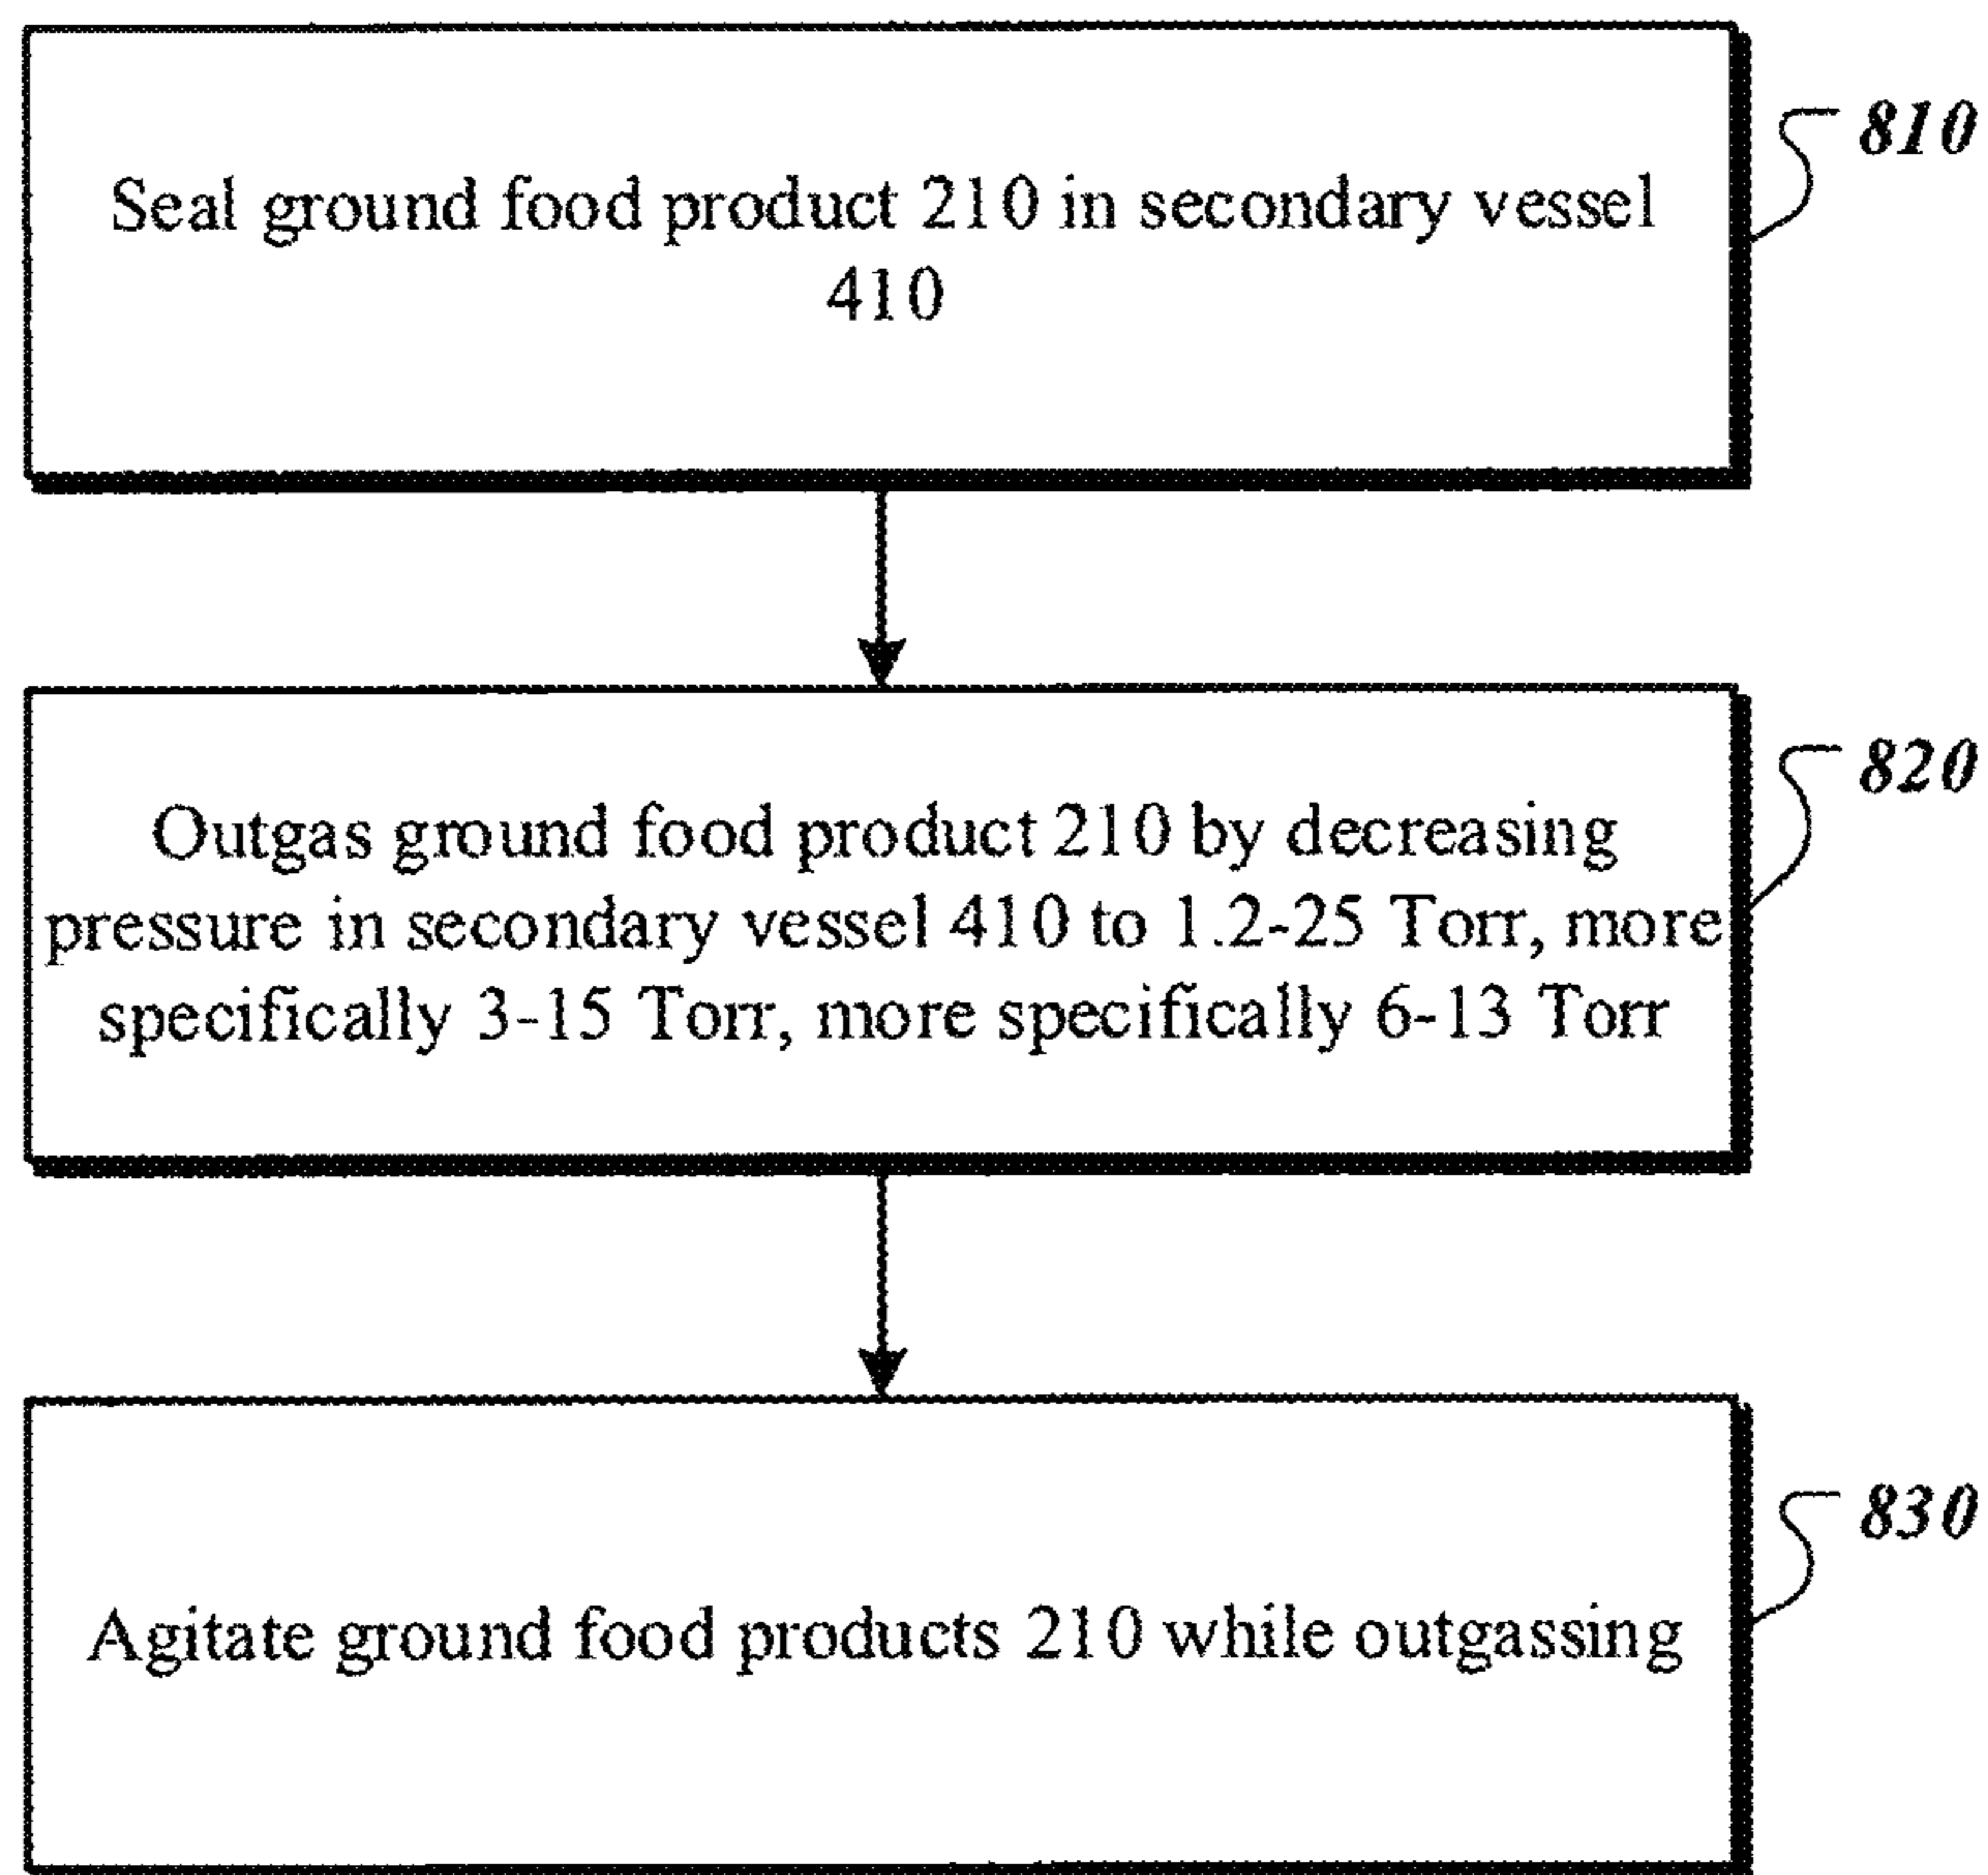 810
Seal ground food product 210 in secondary vessel
410
820
Outgas ground food product 210 by decreasing
pressure in secondary vessel 410 to 1.2-25 Torr, more
specifically 3-15 Torr, more specifically 6-13 Torr
830
Agitate ground food products 210 while outgassing